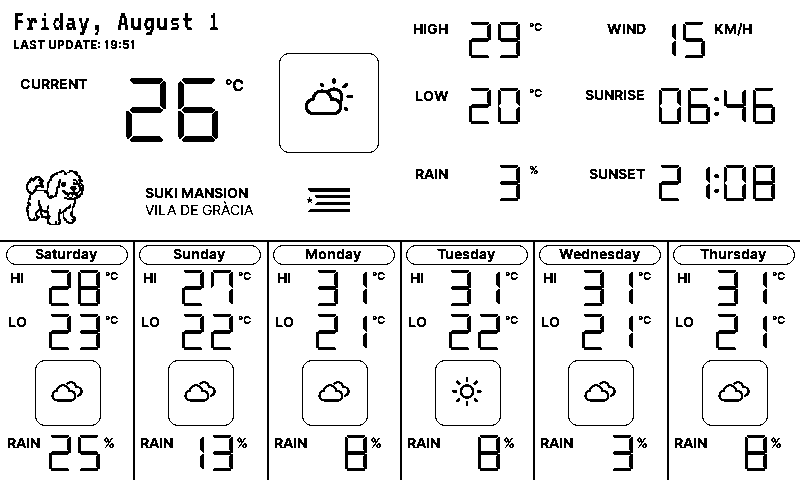 Friday, August 1
LAST UPDATE: 19:51
CURRENT 26 °C
HIGH 29 °C
WIND 15 KM/H
LOW 20 °C
SUNRISE 06:46
RAIN 3 %
SUNSET 21:08
SUKI MANSION
VILA DE GRÀCIA
Saturday
HI 28 °C
LO 23 °C
RAIN 25 %
Sunday
HI 27 °C
LO 22 °C
RAIN 13 %
Monday
HI 31 °C
LO 21 °C
RAIN 8 %
Tuesday
HI 31 °C
LO 22 °C
RAIN 8 %
Wednesday
HI 31 °C
LO 21 °C
RAIN 3 %
Thursday
HI 31 °C
LO 21 °C
RAIN 8 %